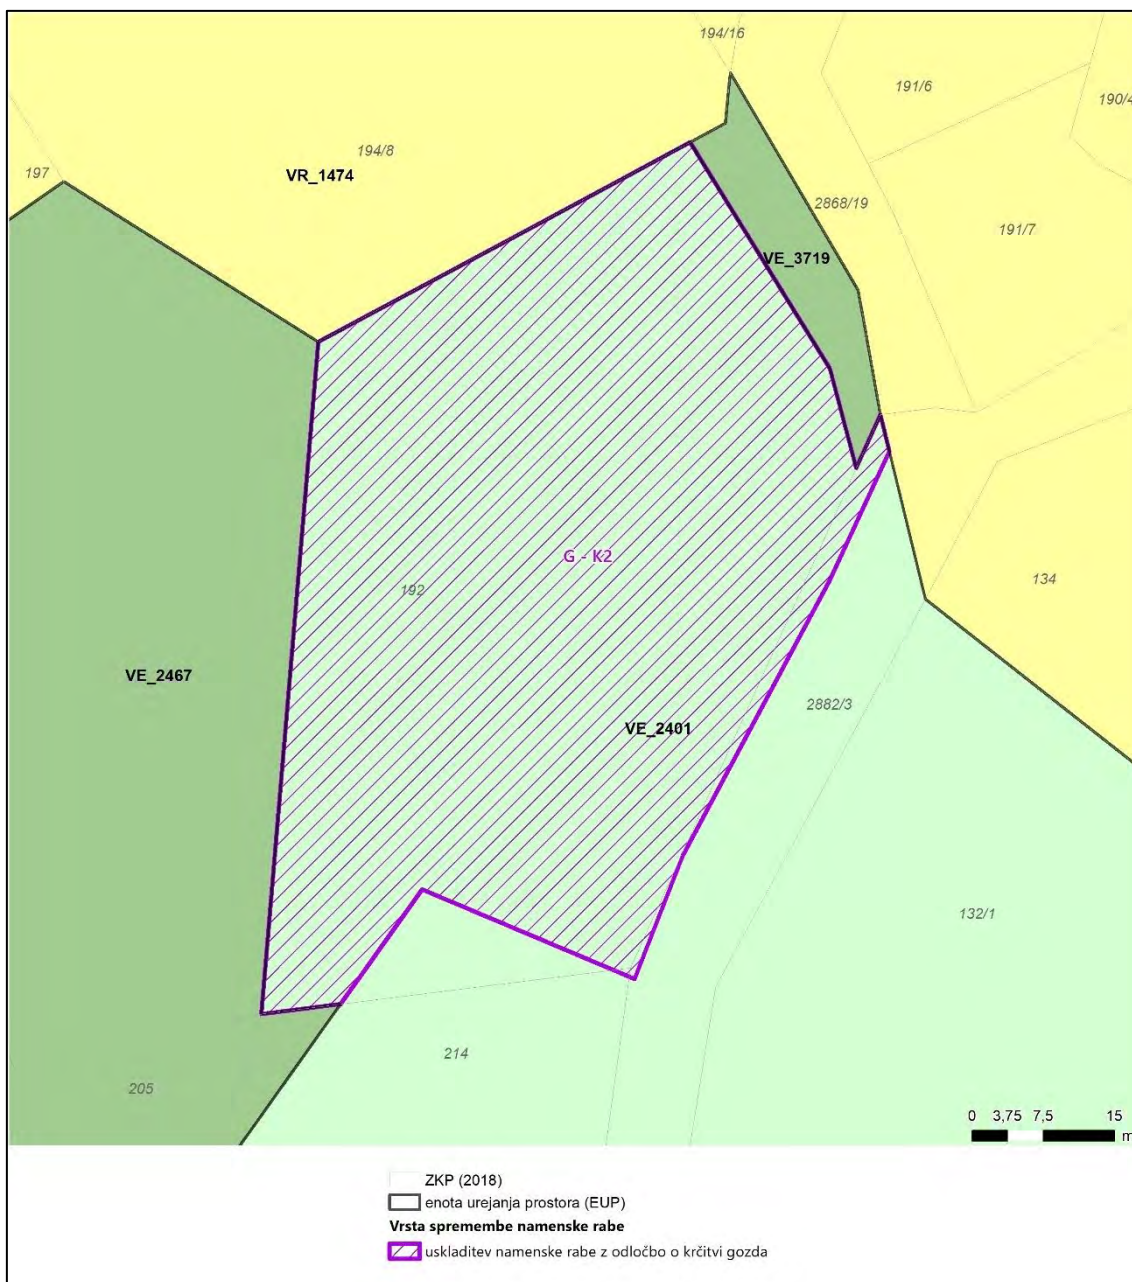 194/16
191/6
190/4
194/8
197
VR_1474
2868/19
191/7
VE_3719
G - K2
134
192
VE_2467
2882/3
VE_2401
132/1
214
205
0 3,75 7,5 15
m
ZKP (2018)
enota urejanja prostora (EUP)
Vrsta spremembe namenske rabe
uskladitev namenske rabe z odločbo o krčitvi gozda